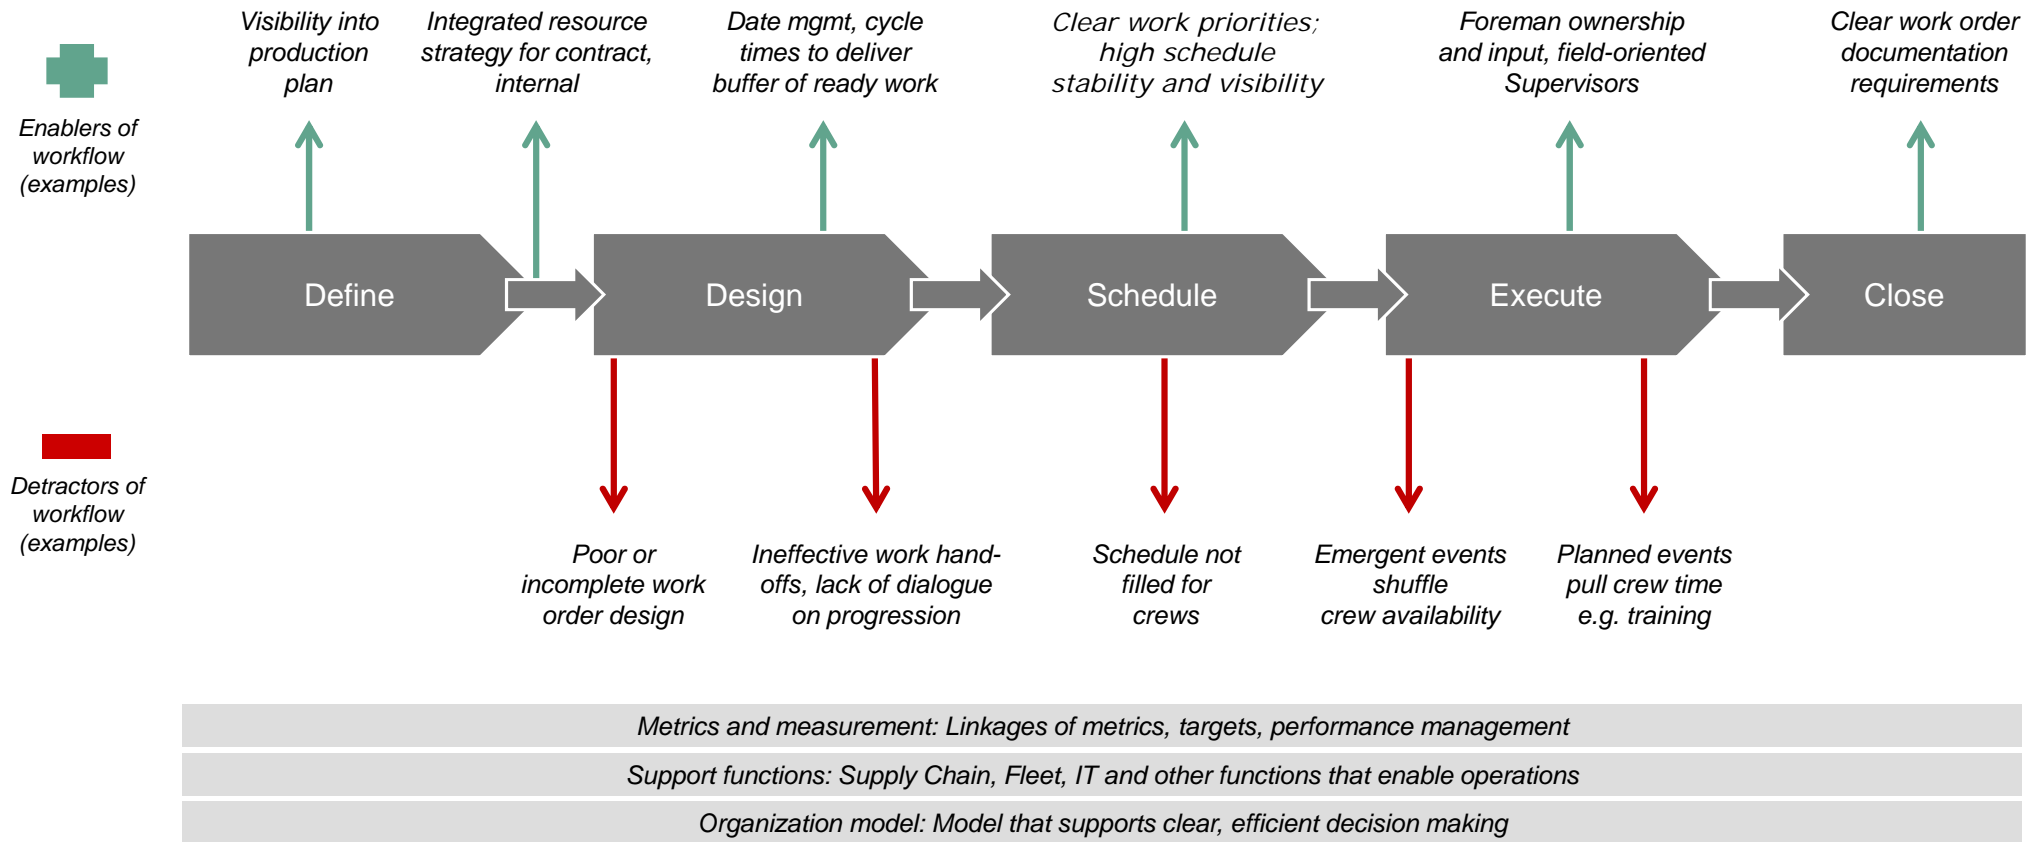 Visibility into
production
plan
Integrated resource
strategy for contract,
internal
Date mgmt, cycle
times to deliver
buffer of ready work
Clear work priorities;
high schedule
stability and visibility
Foreman ownership
and input, field-oriented
Supervisors
Clear work order
documentation
requirements
Enablers of
workflow
(examples)
Define
Design
Schedule
Execute
Close
Detractors of
workflow
(examples)
Poor or
incomplete work
order design
Ineffective work hand-
offs, lack of dialogue
on progression
Schedule not
filled for
crews
Emergent events
shuffle
crew availability
Planned events
pull crew time
e.g. training
Metrics and measurement: Linkages of metrics, targets, performance management
Support functions: Supply Chain, Fleet, IT and other functions that enable operations
Organization model: Model that supports clear, efficient decision making